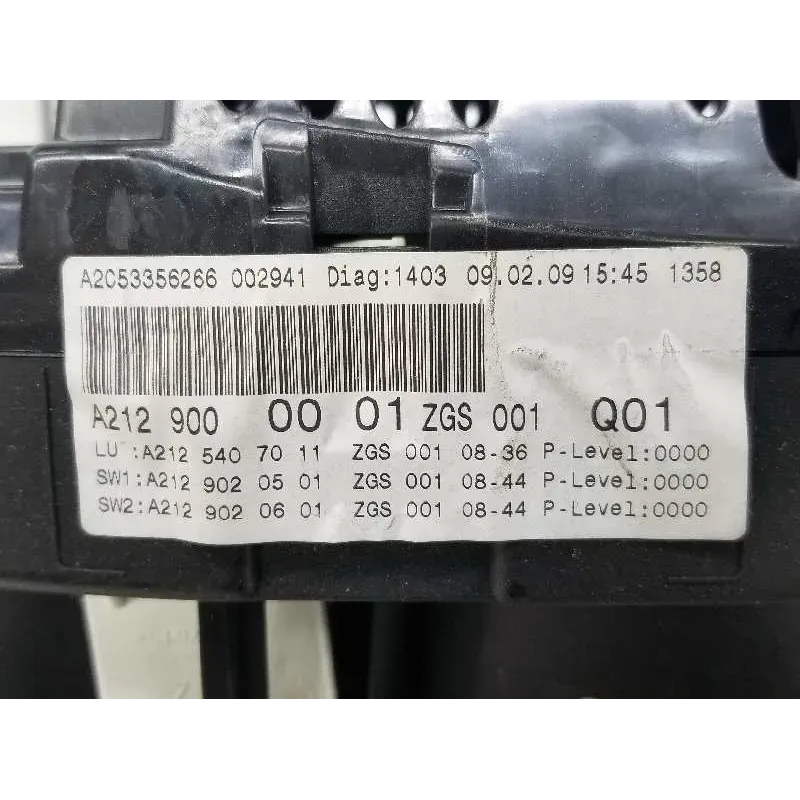 A2C53356266 002941 Diag:1403 09.02.09 15:45 1358
A212 900 00 01 ZGS 001 Q01
LU :A212 540 70 11 ZGS 001 08-36 P-Level:0000
SW1:A212 902 05 01 ZGS 001 08-44 P-Level:0000
SW2:A212 902 06 01 ZGS 001 08-44 P-Level:0000